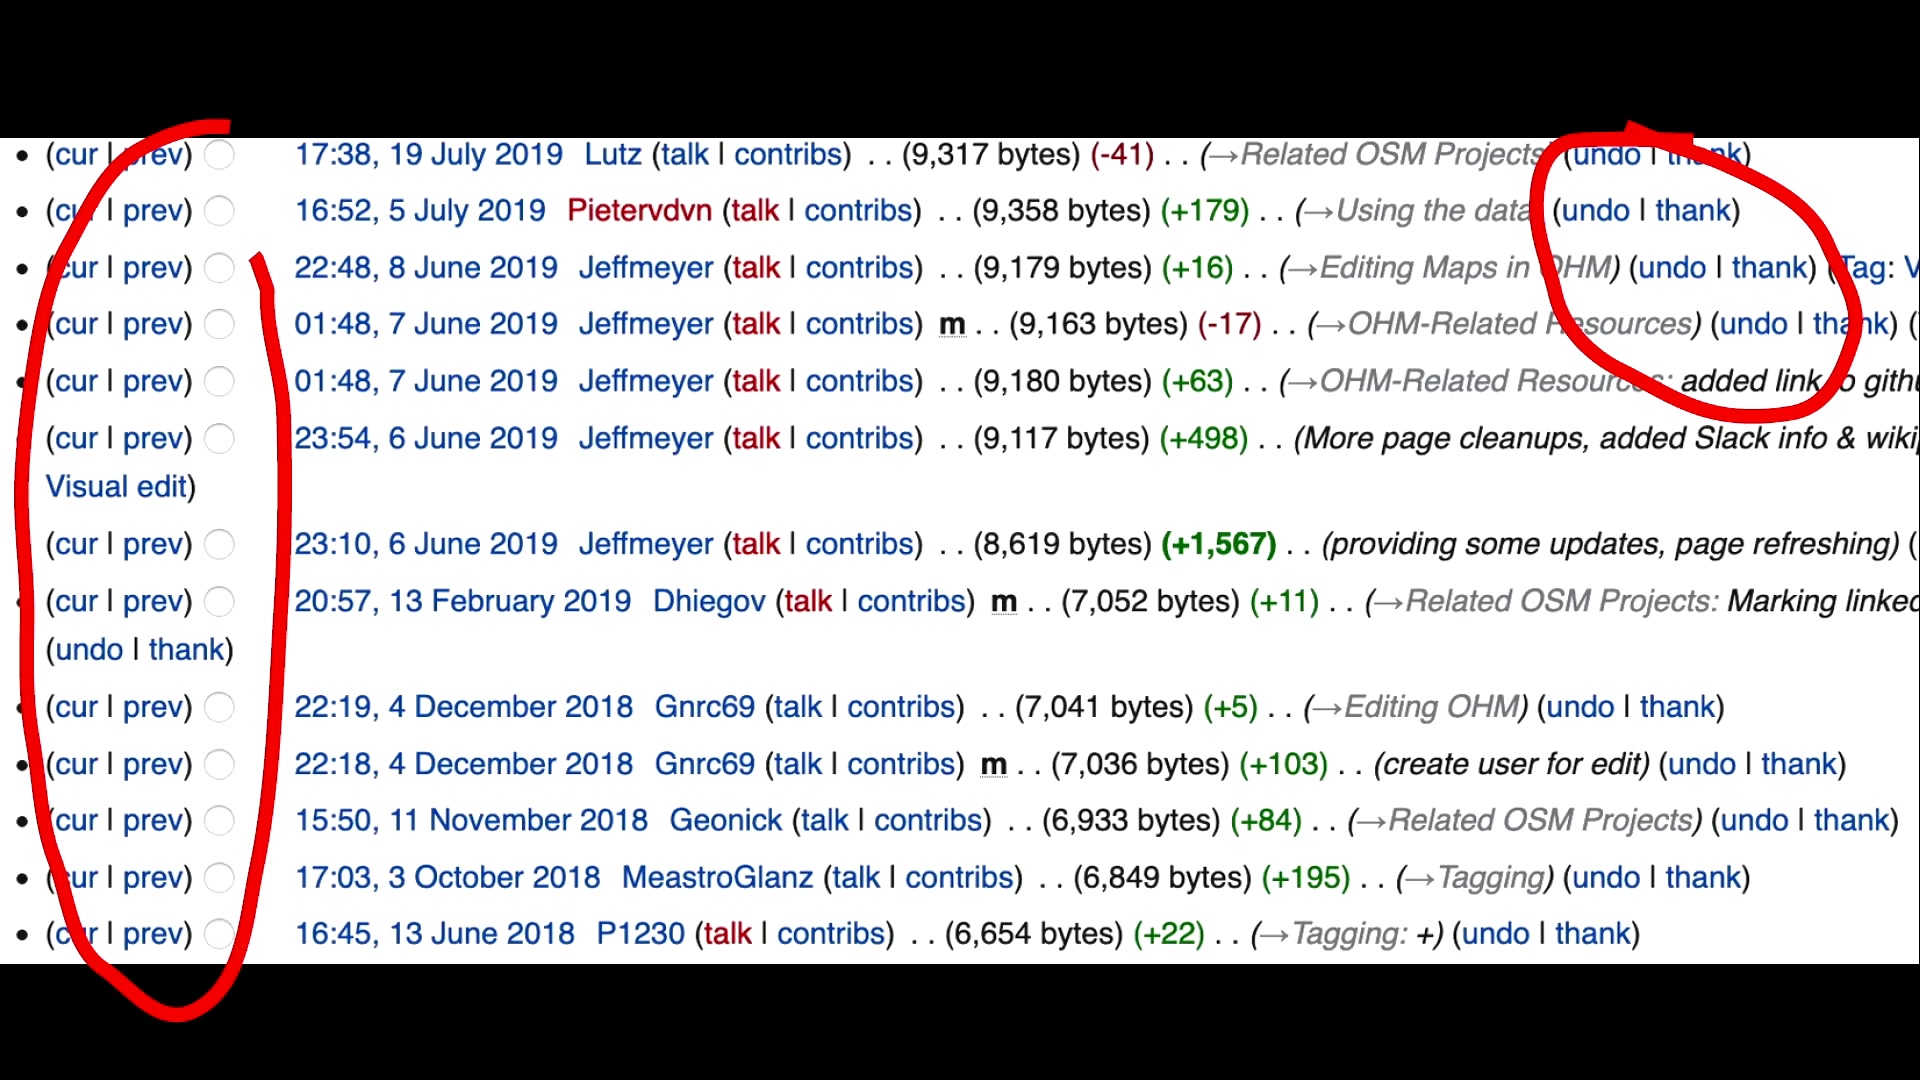 • (cur | prev) 17:38, 19 July 2019 Lutz (talk | contribs) . . (9,317 bytes) (-41) . . (→Related OSM Projects) (undo | thank)
• (cur | prev) 16:52, 5 July 2019 Pietervdvn (talk | contribs) . . (9,358 bytes) (+179) . . (→Using the data) (undo | thank)
• (cur | prev) 22:48, 8 June 2019 Jeffmeyer (talk | contribs) . . (9,179 bytes) (+16) . . (→Editing Maps in OHM) (undo | thank) (Tag: V
• (cur | prev) 01:48, 7 June 2019 Jeffmeyer (talk | contribs) m . . (9,163 bytes) (-17) . . (→OHM-Related Resources) (undo | thank) (
• (cur | prev) 01:48, 7 June 2019 Jeffmeyer (talk | contribs) . . (9,180 bytes) (+63) . . (→OHM-Related Resources: added link to
(cur | prev) 23:54, 6 June 2019 Jeffmeyer (talk | contribs) . . (9,117 bytes) (+498) . . (More page cleanups, added Slack info &
Visual edit)
(cur | prev) 23:10, 6 June 2019 Jeffmeyer (talk | contribs) . . (8,619 bytes) (+1,567) . . (providing some updates, page refreshing) (
• (cur | prev) 20:57, 13 February 2019 Dhiegov (talk | contribs) m . . (7,052 bytes) (+11) . . (→Related OSM Projects: Marking linked
(undo | thank)
• (cur | prev) 22:19, 4 December 2018 Gnrc69 (talk | contribs) . . (7,041 bytes) (+5) . . (→Editing OHM) (undo | thank)
• (cur | prev) 22:18, 4 December 2018 Gnrc69 (talk | contribs) m . . (7,036 bytes) (+103) . . (create user for edit) (undo | thank)
• (cur | prev) 15:50, 11 November 2018 Geonick (talk | contribs) . . (6,933 bytes) (+84) . . (→Related OSM Projects) (undo | thank)
• (cur | prev) 17:03, 3 October 2018 MeastroGlanz (talk | contribs) . . (6,849 bytes) (+195) . . (→Tagging) (undo | thank)
• (cur | prev) 16:45, 13 June 2018 P1230 (talk | contribs) . . (6,654 bytes) (+22) . . (→Tagging: +) (undo | thank)